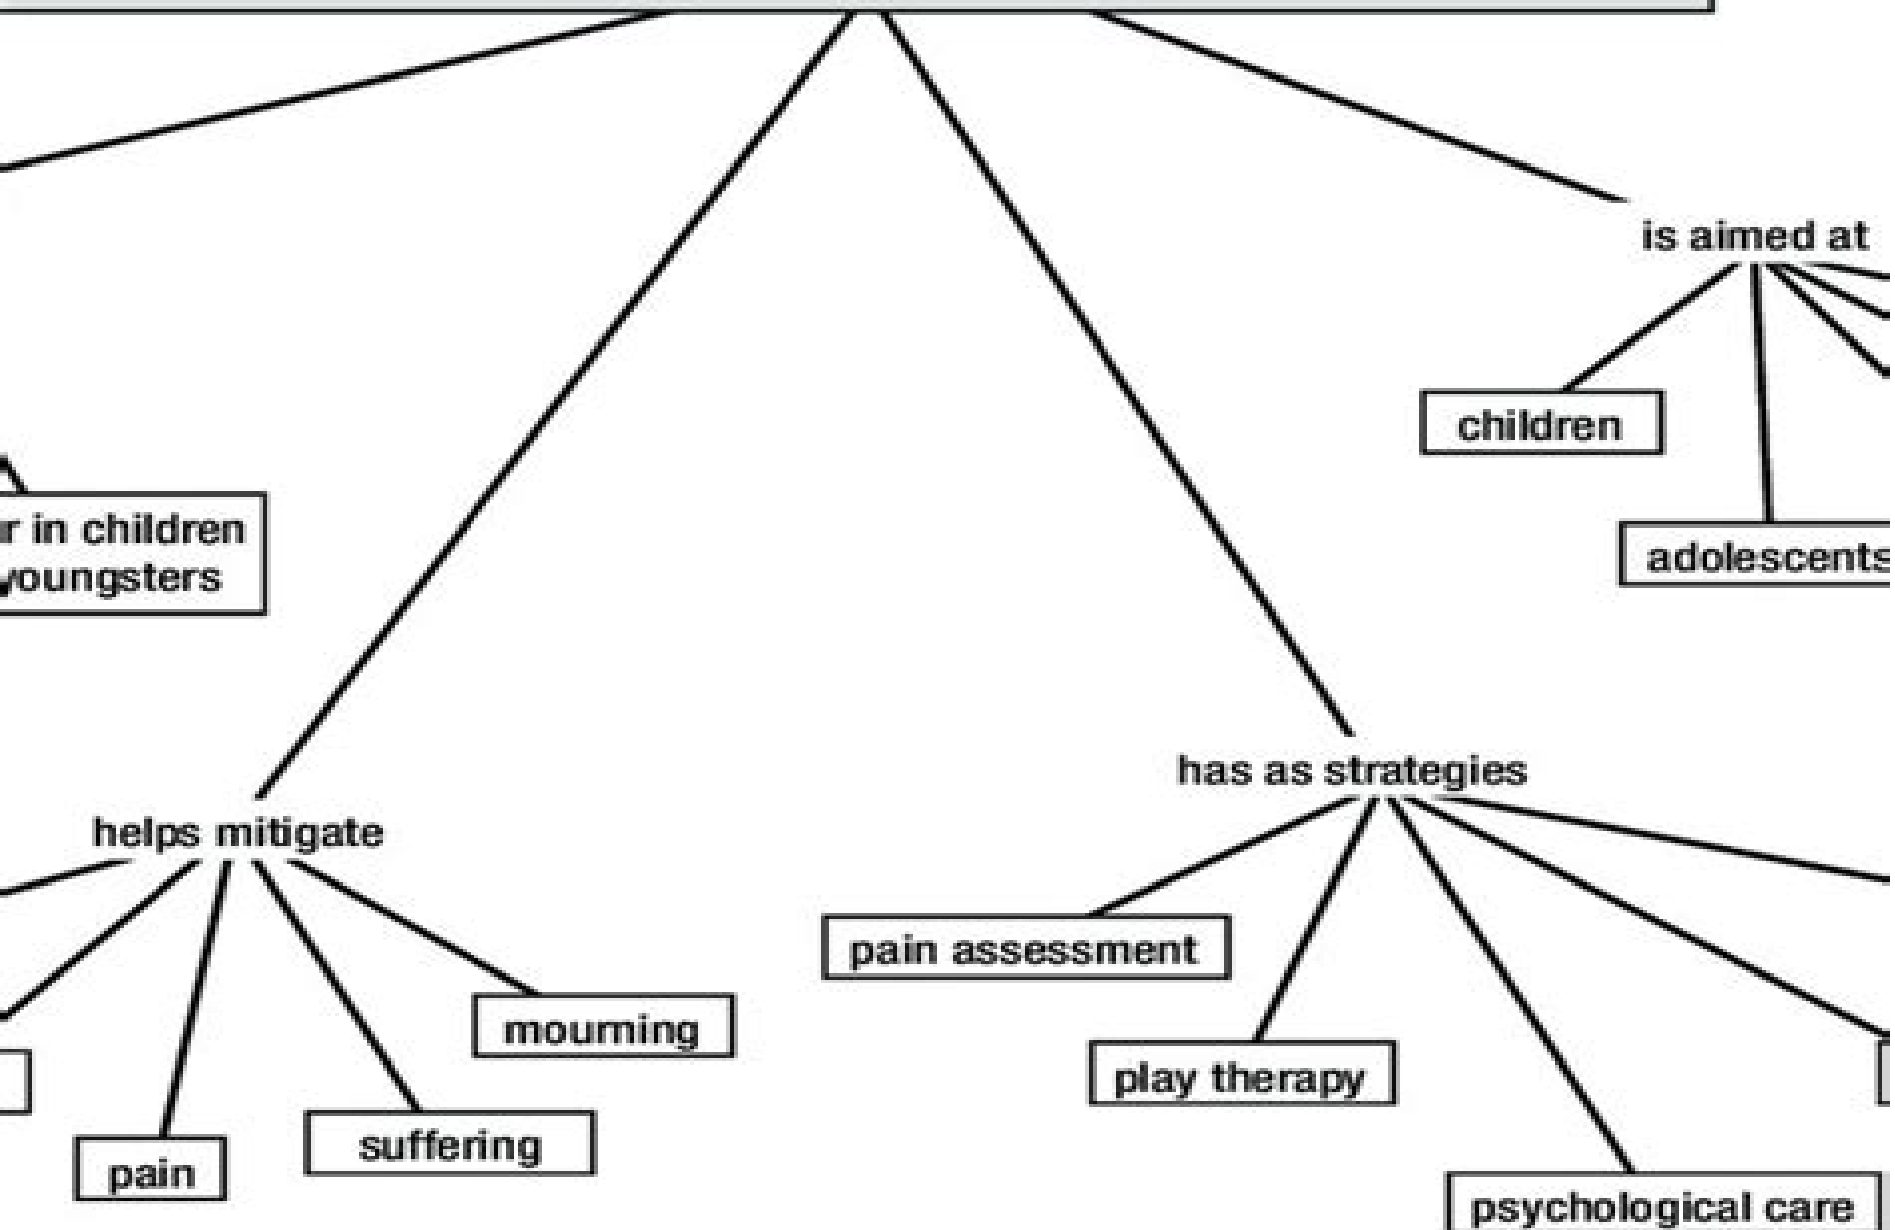 is aimed at
children
in children
youngsters
adolescents
has as strategies
helps mitigate
pain assessment
mourning
play therapy
suffering
pain
psychological care